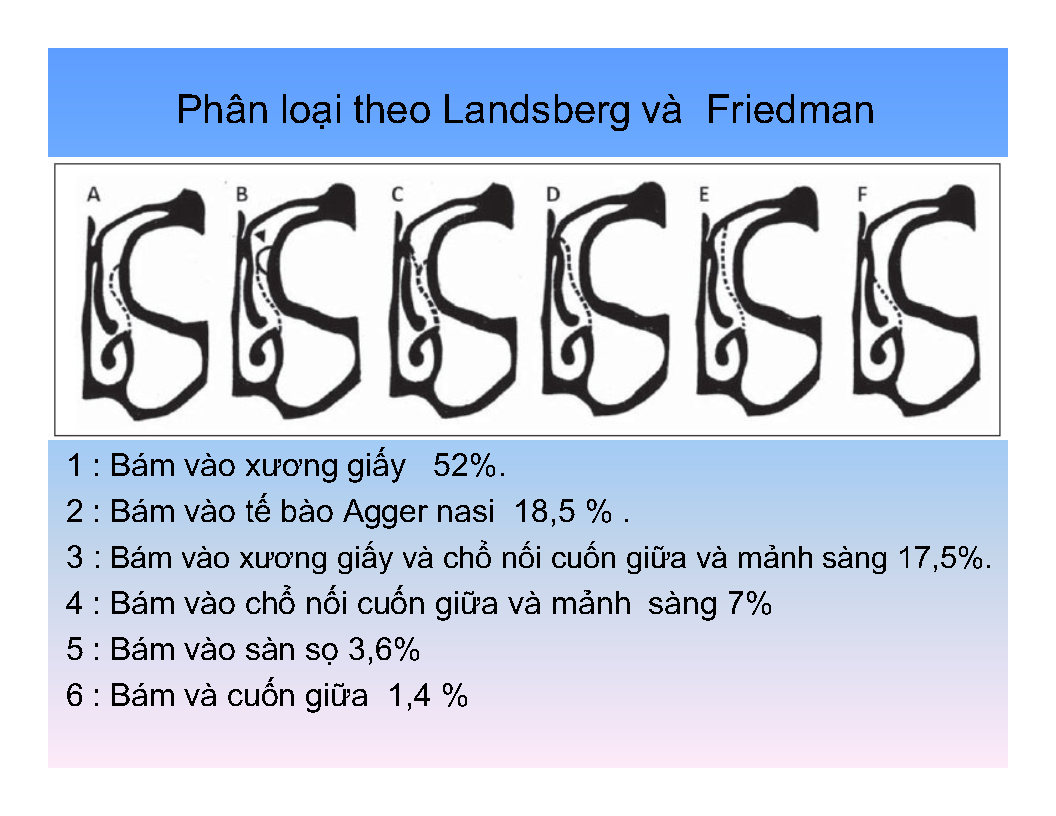 Phân loại theo Landsberg và Friedman
A B C D E F
1 : Bám vào xương giấy 52%.
2 : Bám vào tế bào Agger nasi 18,5 % .
3 : Bám vào xương giấy và chổ nối cuốn giữa và mảnh sàng 17,5%.
4 : Bám vào chổ nối cuốn giữa và mảnh sàng 7%
5 : Bám vào sàn sọ 3,6%
6 : Bám và cuốn giữa 1,4 %